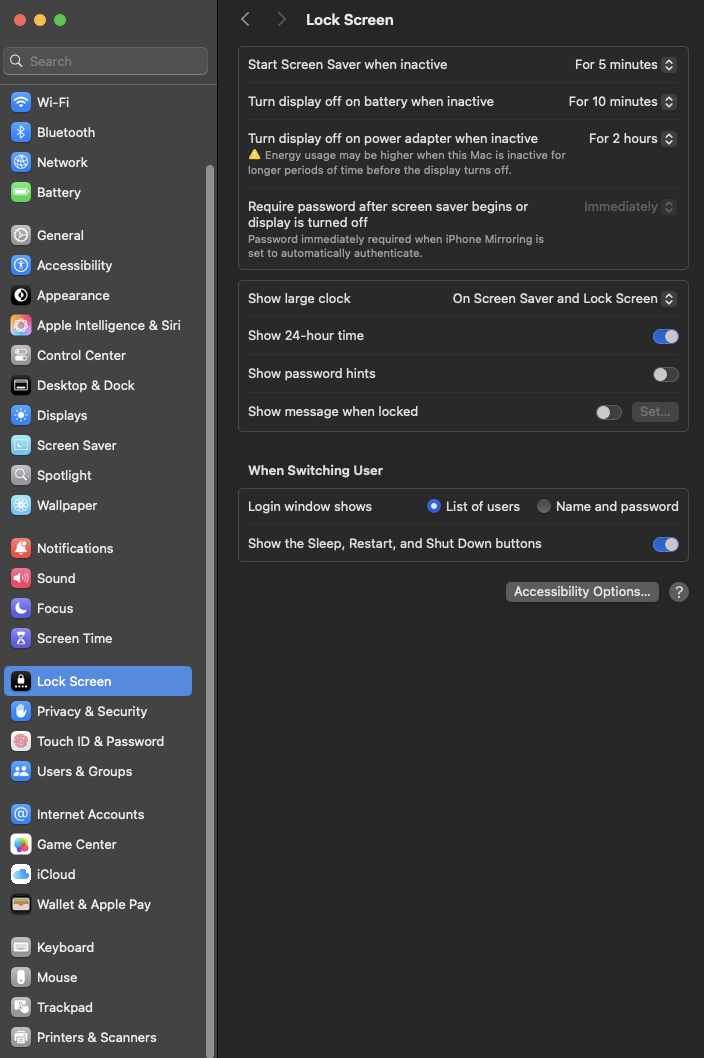 Lock Screen
Search
Wi-Fi
Bluetooth
Network
Battery
General
Accessibility
Appearance
Apple Intelligence & Siri
Control Center
Desktop & Dock
Displays
Screen Saver
Spotlight
Wallpaper
Notifications
Sound
Focus
Screen Time
Lock Screen
Privacy & Security
Touch ID & Password
Users & Groups
Internet Accounts
Game Center
iCloud
Wallet & Apple Pay
Keyboard
Mouse
Trackpad
Printers & Scanners
Start Screen Saver when inactive For 5 minutes
Turn display off on battery when inactive For 10 minutes
Turn display off on power adapter when inactive For 2 hours
Energy usage may be higher when this Mac is inactive for
longer periods of time before the display turns off.
Require password after screen saver begins or Immediately
display is turned off
Password immediately required when iPhone Mirroring is
set to automatically authenticate.
Show large clock On Screen Saver and Lock Screen
Show 24-hour time
Show password hints
Show message when locked Set...
When Switching User
Login window shows List of users Name and password
Show the Sleep, Restart, and Shut Down buttons
Accessibility Options... ?